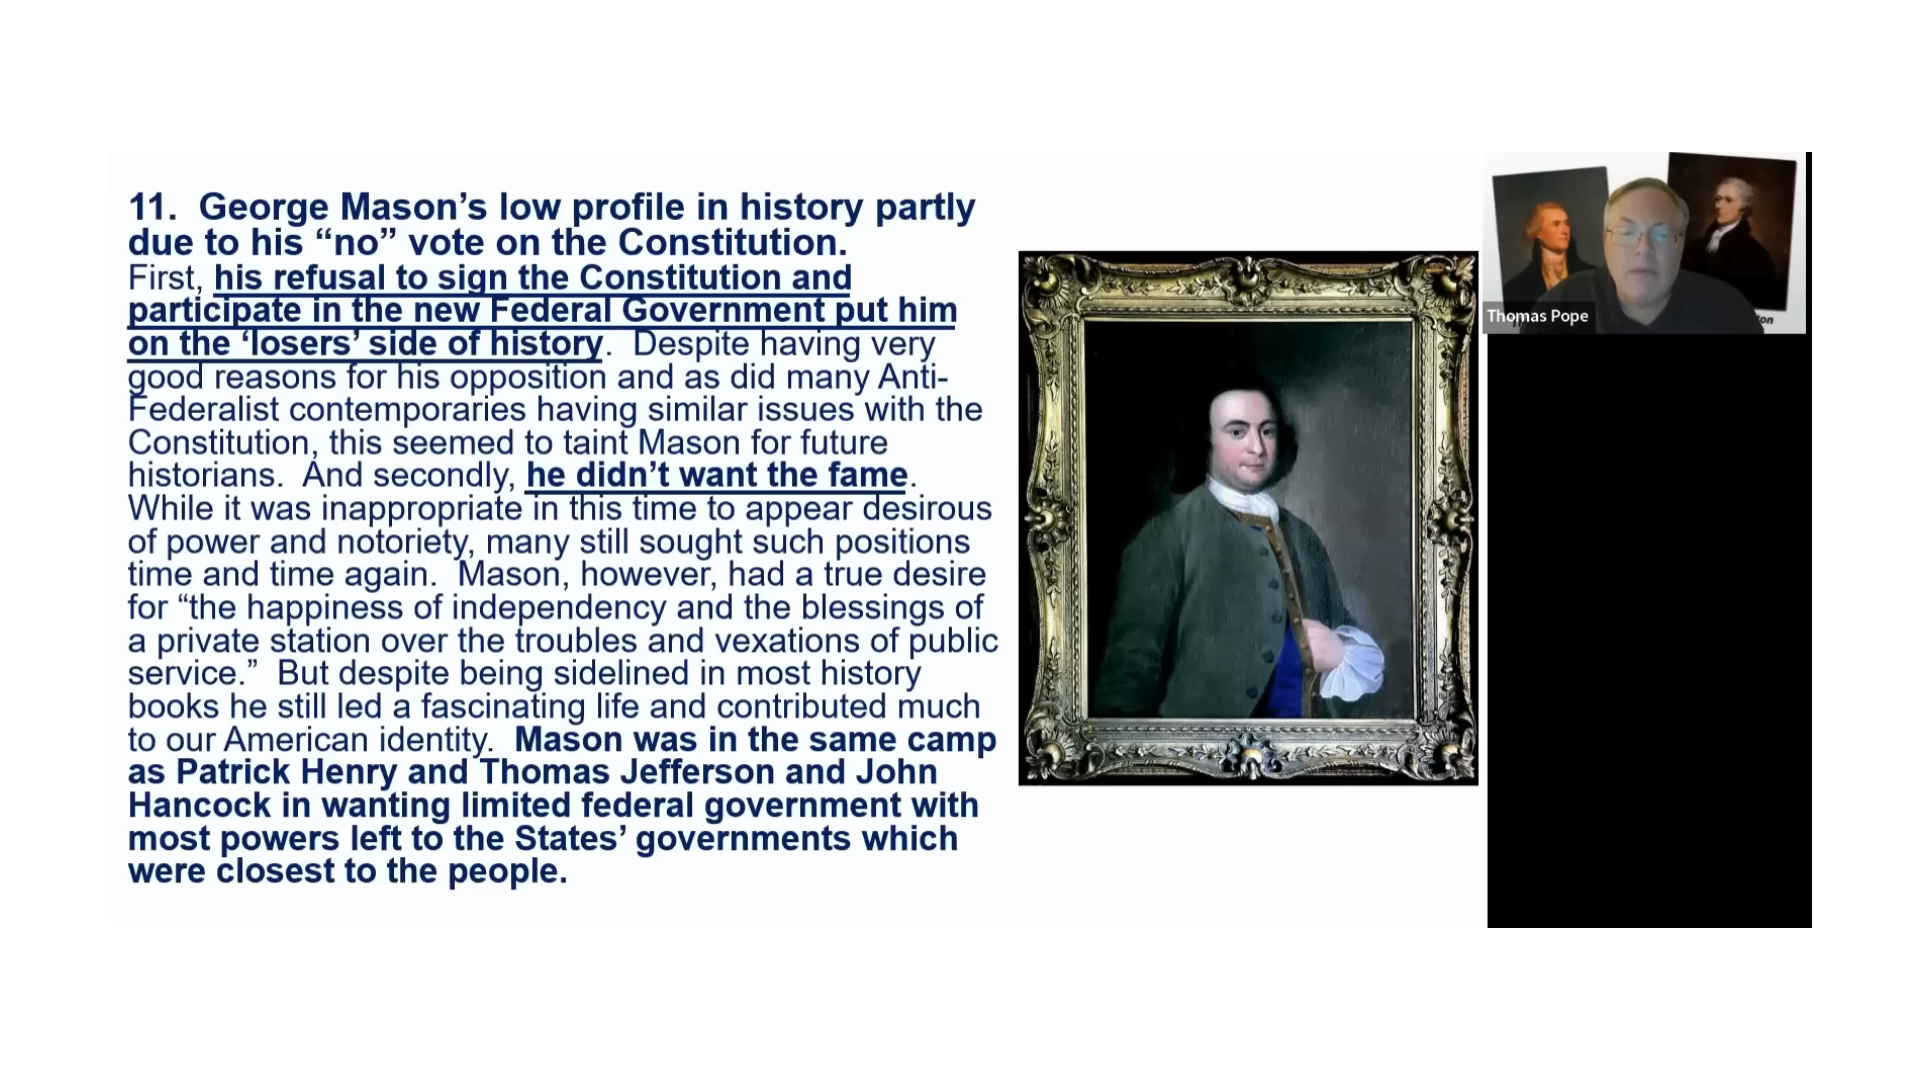 11.  George Mason’s low profile in history partly
due to his “no” vote on the Constitution.
First, his refusal to sign the Constitution and
participate in the new Federal Government put him
on the ‘losers’ side of history.  Despite having very
good reasons for his opposition and as did many Anti-
Federalist contemporaries having similar issues with the
Constitution, this seemed to taint Mason for future
historians.  And secondly, he didn’t want the fame.
While it was inappropriate in this time to appear desirous
of power and notoriety, many still sought such positions
time and time again.  Mason, however, had a true desire
for “the happiness of independency and the blessings of
a private station over the troubles and vexations of public
service.”  But despite being sidelined in most history
books he still led a fascinating life and contributed much
to our American identity.  Mason was in the same camp
as Patrick Henry and Thomas Jefferson and John
Hancock in wanting limited federal government with
most powers left to the States’ governments which
were closest to the people.
Thomas Pope